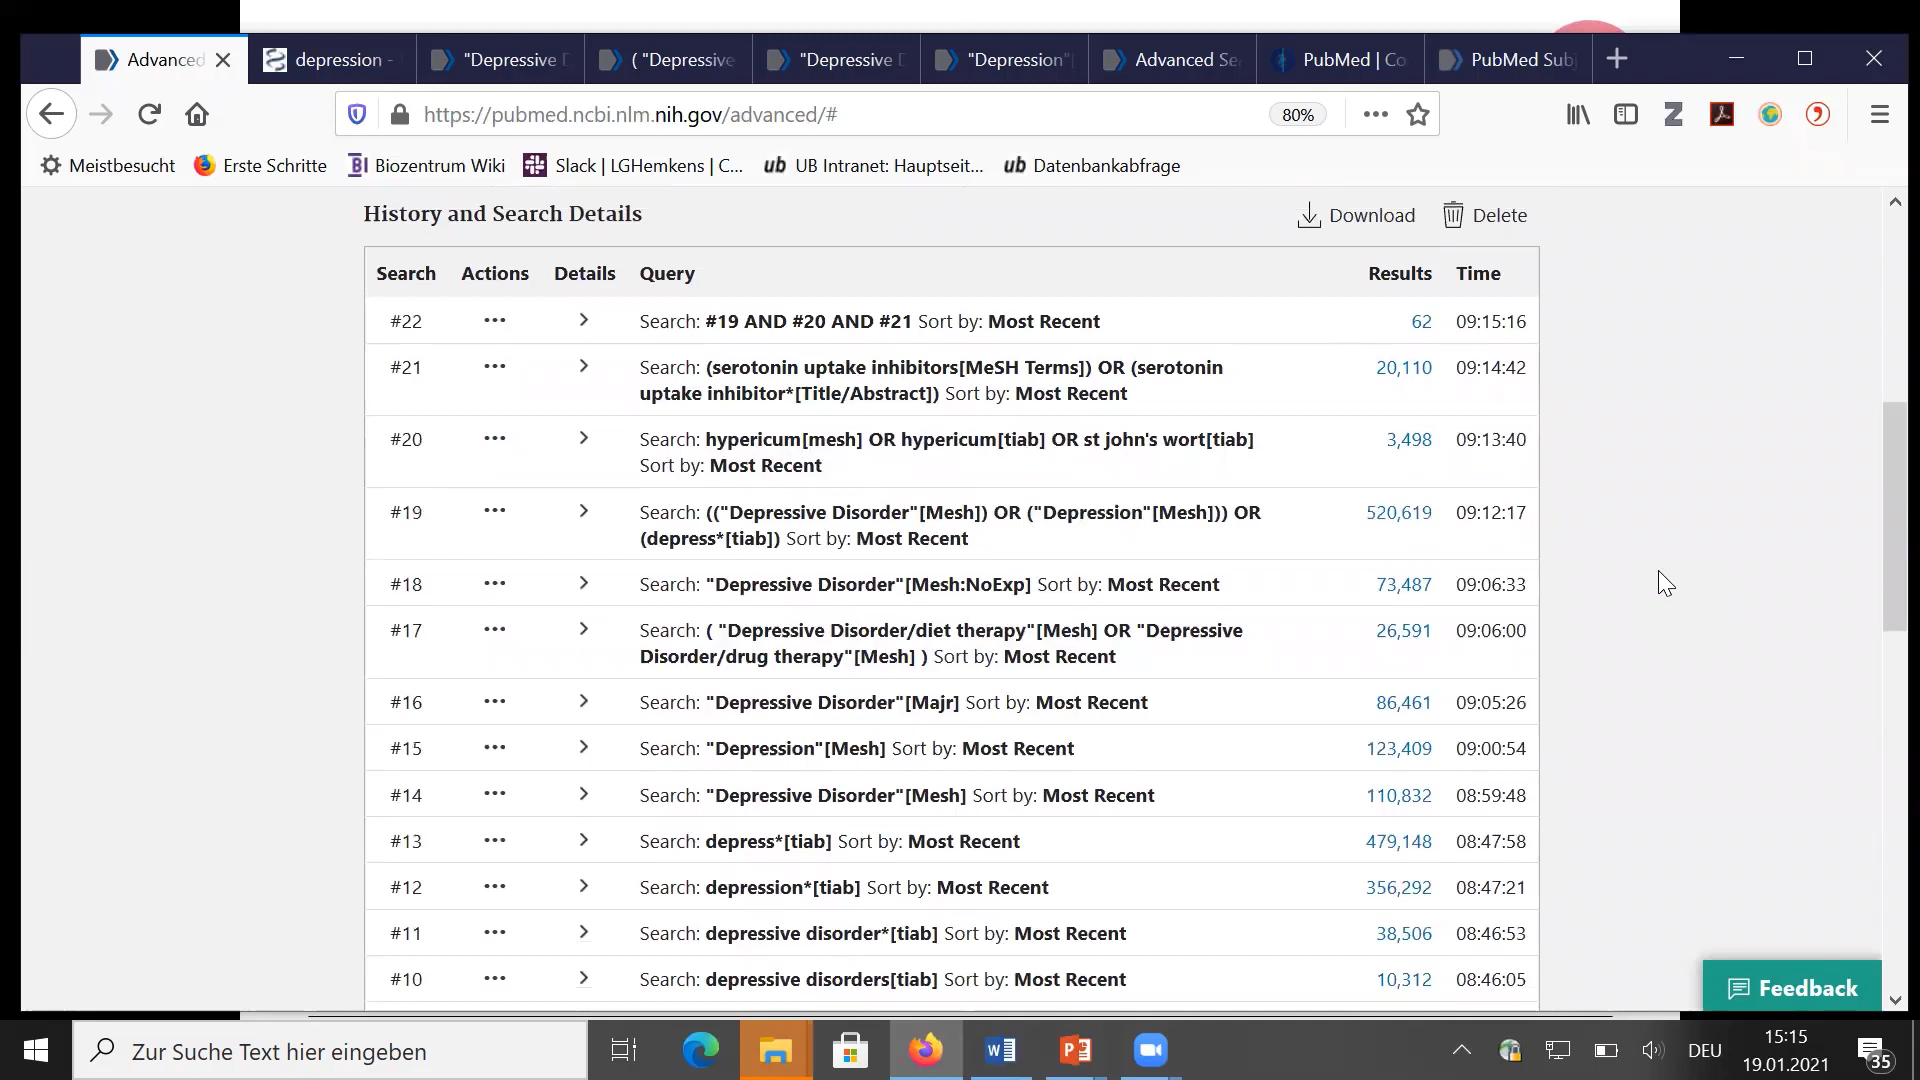 Advanced
depression -
"Depressive D
( "Depressive
"Depressive D
"Depression"[
Advanced Se
PubMed | Co
PubMed Subj
https://pubmed.ncbi.nlm.nih.gov/advanced/#
80%
Meistbesucht
Erste Schritte
Biozentrum Wiki
Slack | LGHemkens | C...
ub UB Intranet: Hauptseit...
ub Datenbankabfrage
History and Search Details
Download
Delete
Search Actions Details Query Results Time
#22 Search: #19 AND #20 AND #21 Sort by: Most Recent 62 09:15:16
#21 Search: (serotonin uptake inhibitors[MeSH Terms]) OR (serotonin 20,110 09:14:42
uptake inhibitor*[Title/Abstract]) Sort by: Most Recent
#20 Search: hypericum[mesh] OR hypericum[tiab] OR st john's wort[tiab] 3,498 09:13:40
Sort by: Most Recent
#19 Search: (("Depressive Disorder"[Mesh]) OR ("Depression"[Mesh])) OR 520,619 09:12:17
(depress*[tiab]) Sort by: Most Recent
#18 Search: "Depressive Disorder"[Mesh:NoExp] Sort by: Most Recent 73,487 09:06:33
#17 Search: ( "Depressive Disorder/diet therapy"[Mesh] OR "Depressive 26,591 09:06:00
Disorder/drug therapy"[Mesh] ) Sort by: Most Recent
#16 Search: "Depressive Disorder"[Majr] Sort by: Most Recent 86,461 09:05:26
#15 Search: "Depression"[Mesh] Sort by: Most Recent 123,409 09:00:54
#14 Search: "Depressive Disorder"[Mesh] Sort by: Most Recent 110,832 08:59:48
#13 Search: depress*[tiab] Sort by: Most Recent 479,148 08:47:58
#12 Search: depression*[tiab] Sort by: Most Recent 356,292 08:47:21
#11 Search: depressive disorder*[tiab] Sort by: Most Recent 38,506 08:46:53
#10 Search: depressive disorders[tiab] Sort by: Most Recent 10,312 08:46:05
Feedback
Zur Suche Text hier eingeben
DEU
15:15
19.01.2021
35